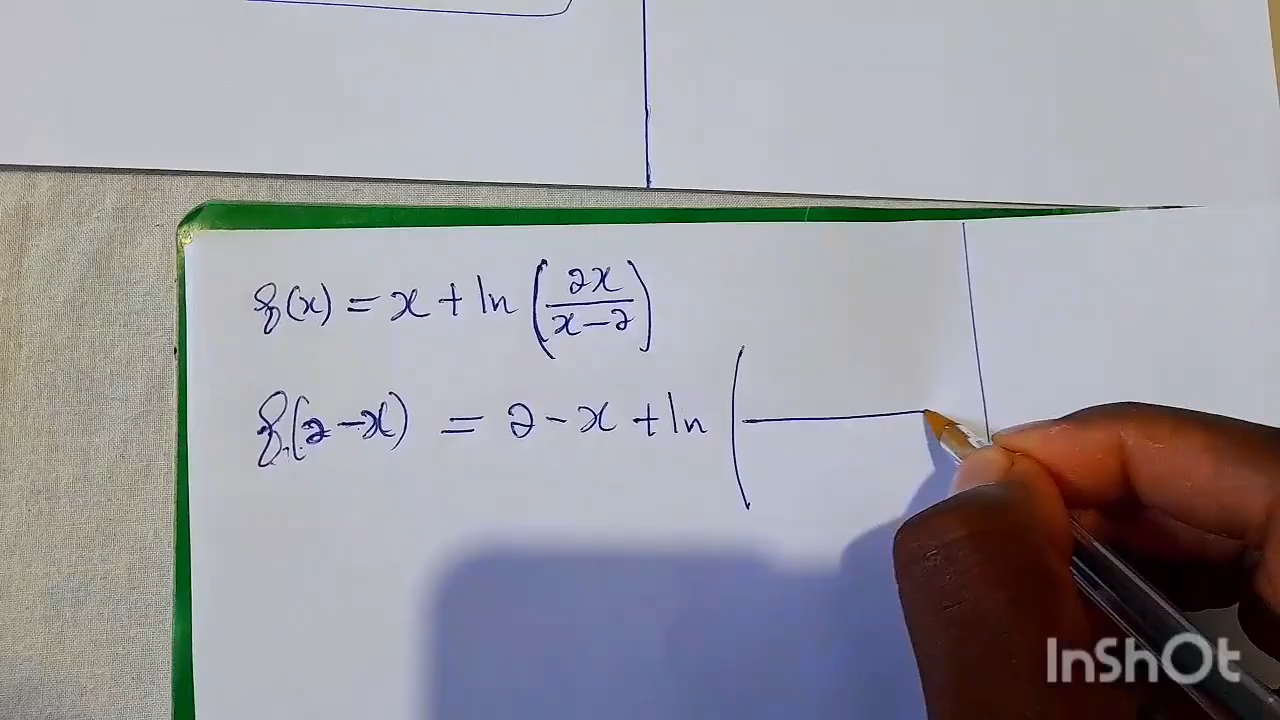 f(x) = x + ln (2x/(x-2))
f(2-x) = 2-x + ln (
InShOt